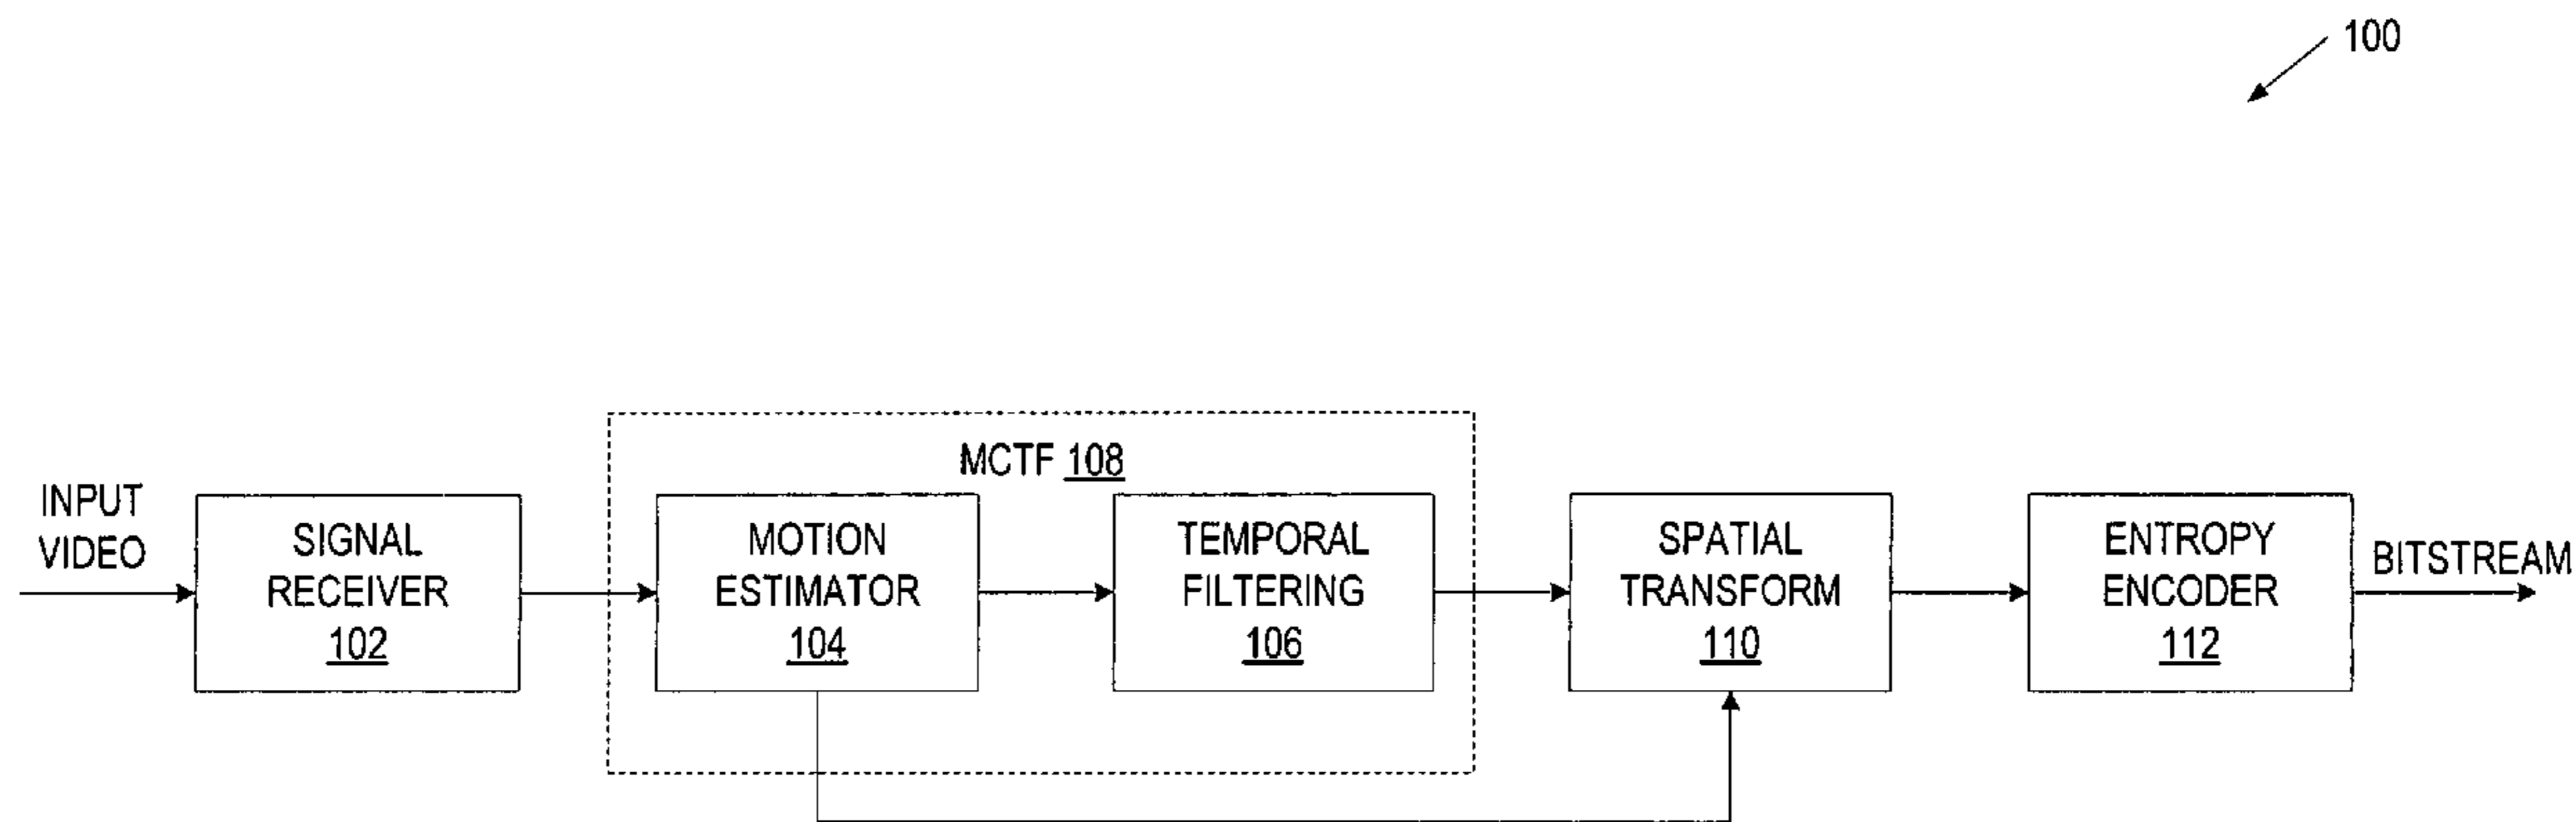 100
MCTF 108
INPUT
VIDEO
SIGNAL
RECEIVER
102
MOTION
ESTIMATOR
104
TEMPORAL
FILTERING
106
SPATIAL
TRANSFORM
110
ENTROPY
ENCODER
112
BITSTREAM